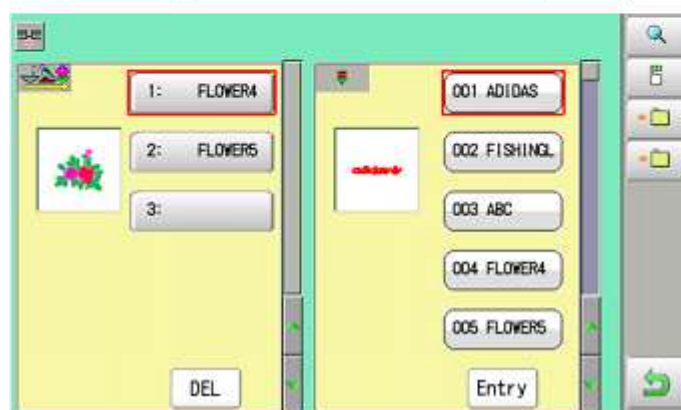 1: FLOWER4
2: FLOWER5
3:
DEL
001 ADIDAS
002 FISHINGL
003 ABC
004 FLOWER4
005 FLOWER5
Entry